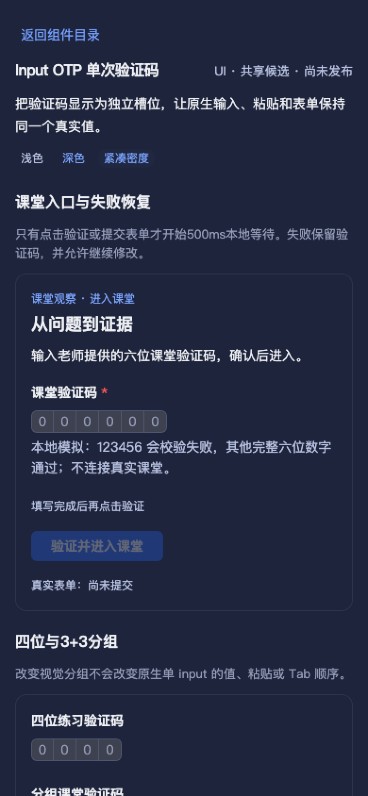 返回组件目录
Input OTP 单次验证码
UI · 共享候选 · 尚未发布
把验证码显示为独立槽位，让原生输入、粘贴和表单保持
同一个真实值。
浅色 深色 紧凑密度
课堂入口与失败恢复
只有点击验证或提交表单才开始500ms本地等待。失败保留验
证码，并允许继续修改。
课堂观察 · 进入课堂
从问题到证据
输入老师提供的六位课堂验证码，确认后进入。
课堂验证码 *
0 0 0 0 0 0
本地模拟：123456 会校验失败，其他完整六位数字
通过；不连接真实课堂。
填写完成后再点击验证
验证并进入课堂
真实表单：尚未提交
四位与3+3分组
改变视觉分组不会改变原生单 input 的值、粘贴或 Tab 顺序。
四位练习验证码
0 0 0 0
分组课堂验证码